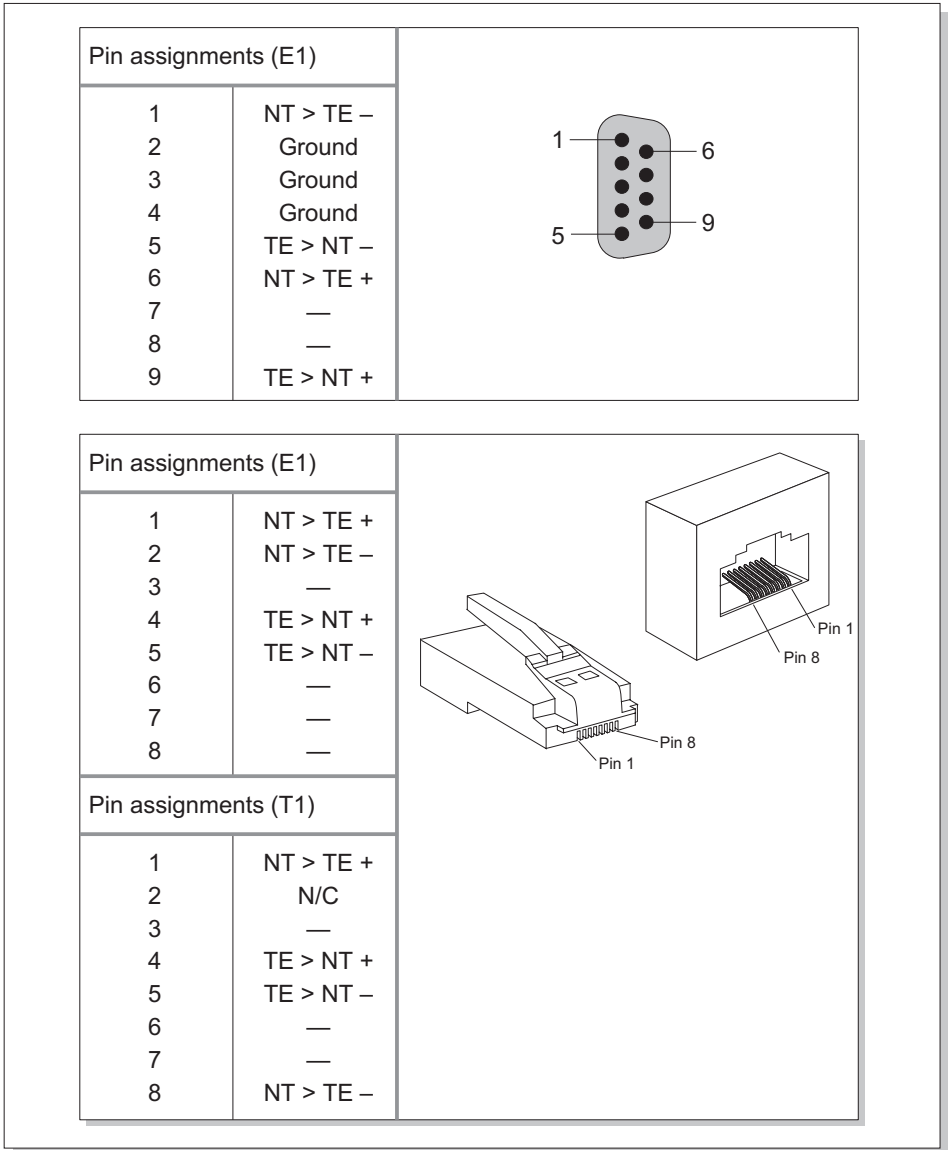 Pin assignments (E1)
1 NT > TE –
2 Ground
3 Ground
4 Ground
5 TE > NT –
6 NT > TE +
7 —
8 —
9 TE > NT +
1
6
5
9
Pin assignments (E1)
1 NT > TE +
2 NT > TE –
3 —
4 TE > NT +
5 TE > NT –
6 —
7 —
8 —
Pin 1
Pin 8
Pin 8
Pin 1
Pin assignments (T1)
1 NT > TE +
2 N/C
3 —
4 TE > NT +
5 TE > NT –
6 —
7 —
8 NT > TE –